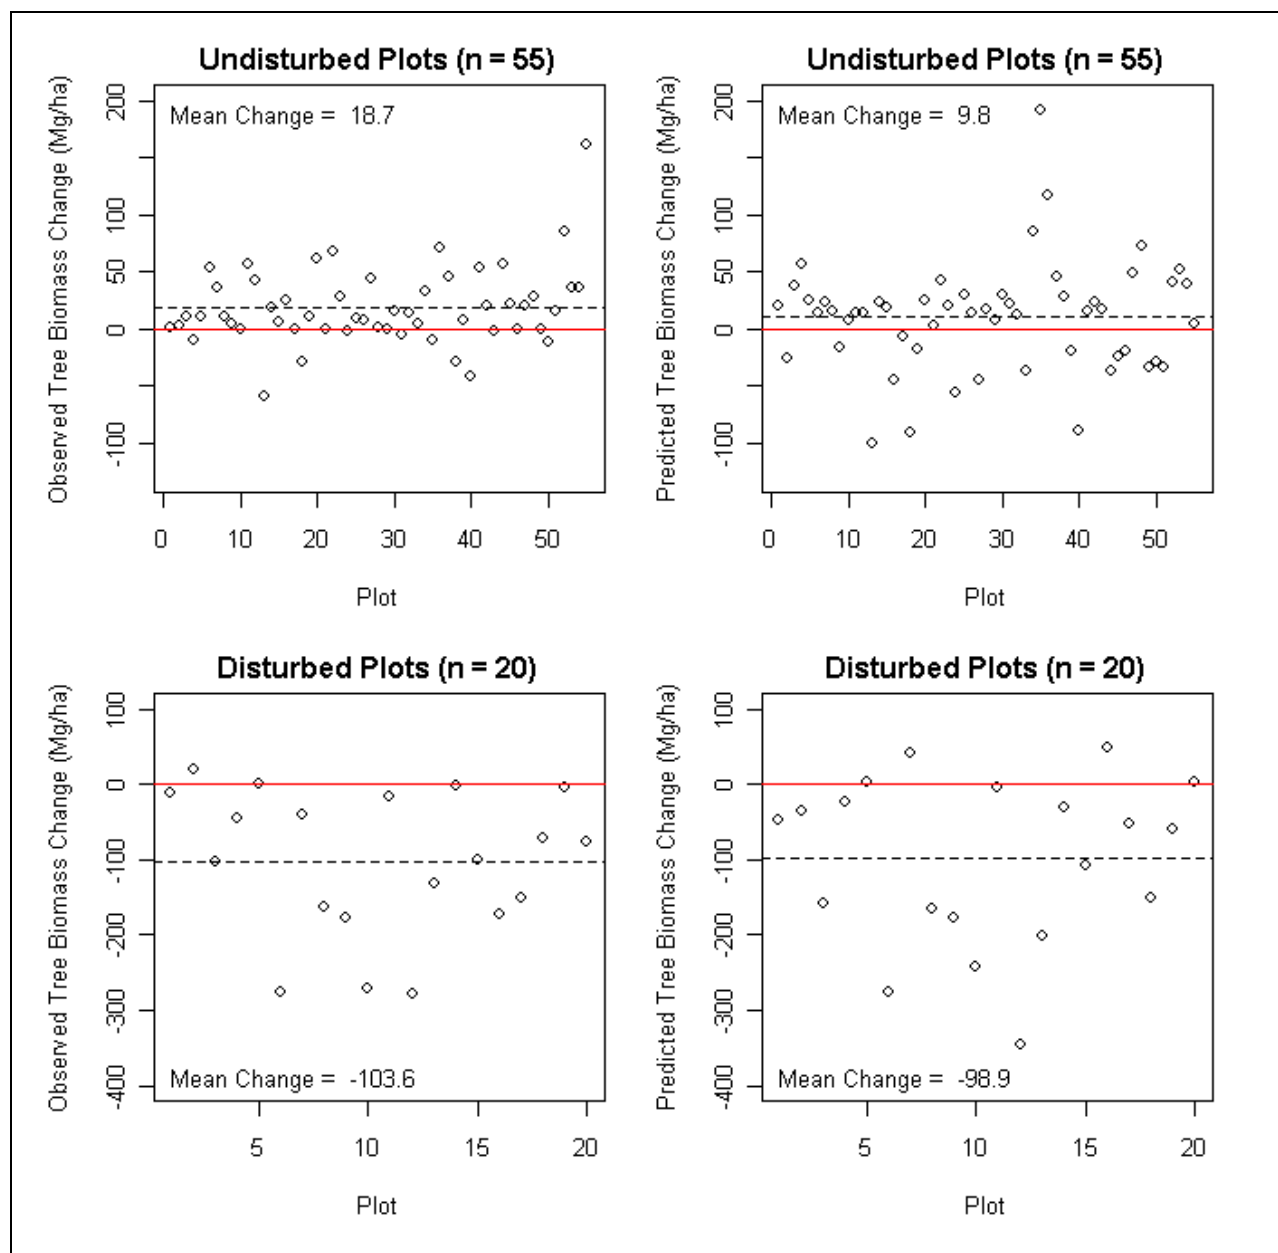 Undisturbed Plots (n = 55)
Observed Tree Biomass Change (Mg/ha)
Mean Change = 18.7
200
100
50
0
-100
0 10 20 30 40 50
Plot
Undisturbed Plots (n = 55)
Predicted Tree Biomass Change (Mg/ha)
Mean Change = 9.8
200
100
50
0
-100
0 10 20 30 40 50
Plot
Disturbed Plots (n = 20)
Observed Tree Biomass Change (Mg/ha)
100
0
-100
-200
-300
-400
Mean Change = -103.6
5 10 15 20
Plot
Disturbed Plots (n = 20)
Predicted Tree Biomass Change (Mg/ha)
100
0
-100
-200
-300
-400
Mean Change = -98.9
5 10 15 20
Plot